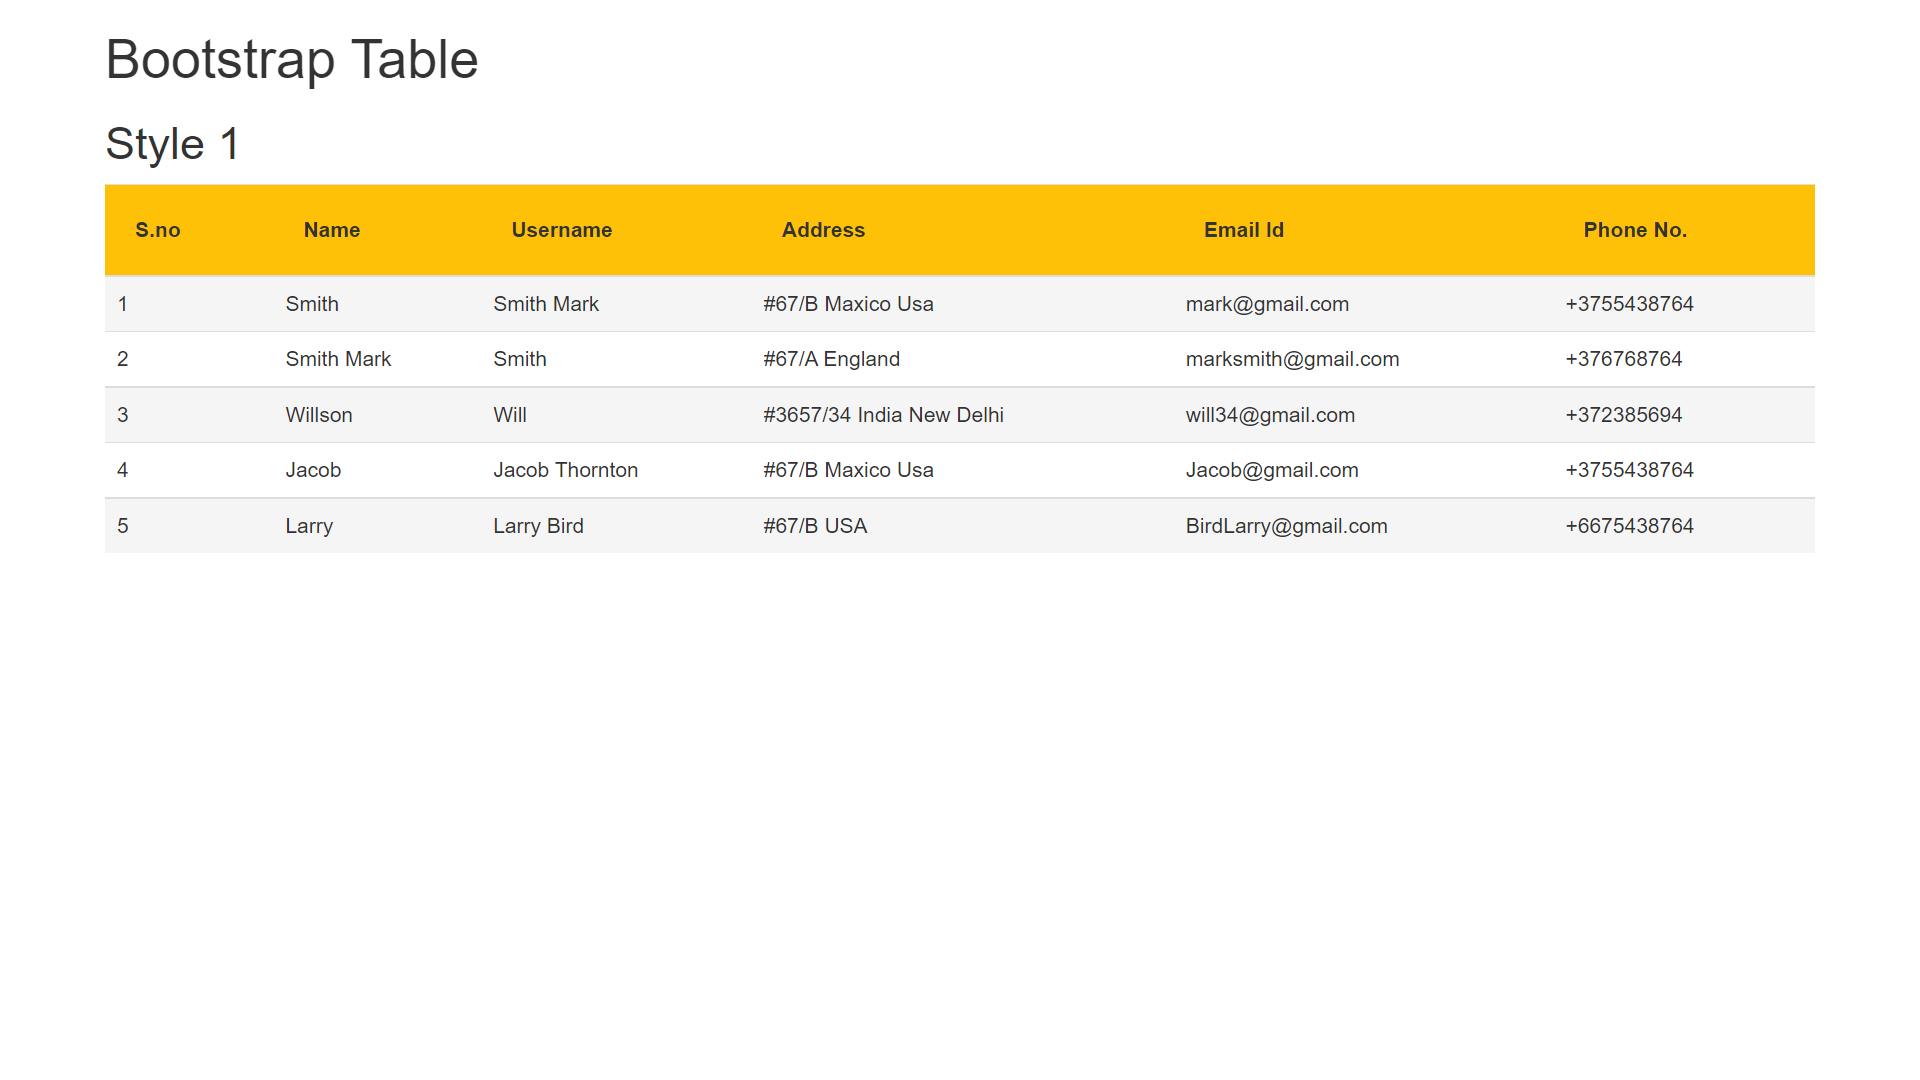 Bootstrap Table
Style 1
S.no Name Username Address Email Id Phone No.
1 Smith Smith Mark #67/B Maxico Usa mark@gmail.com +3755438764
2 Smith Mark Smith #67/A England marksmith@gmail.com +376768764
3 Willson Will #3657/34 India New Delhi will34@gmail.com +372385694
4 Jacob Jacob Thornton #67/B Maxico Usa Jacob@gmail.com +3755438764
5 Larry Larry Bird #67/B USA BirdLarry@gmail.com +6675438764